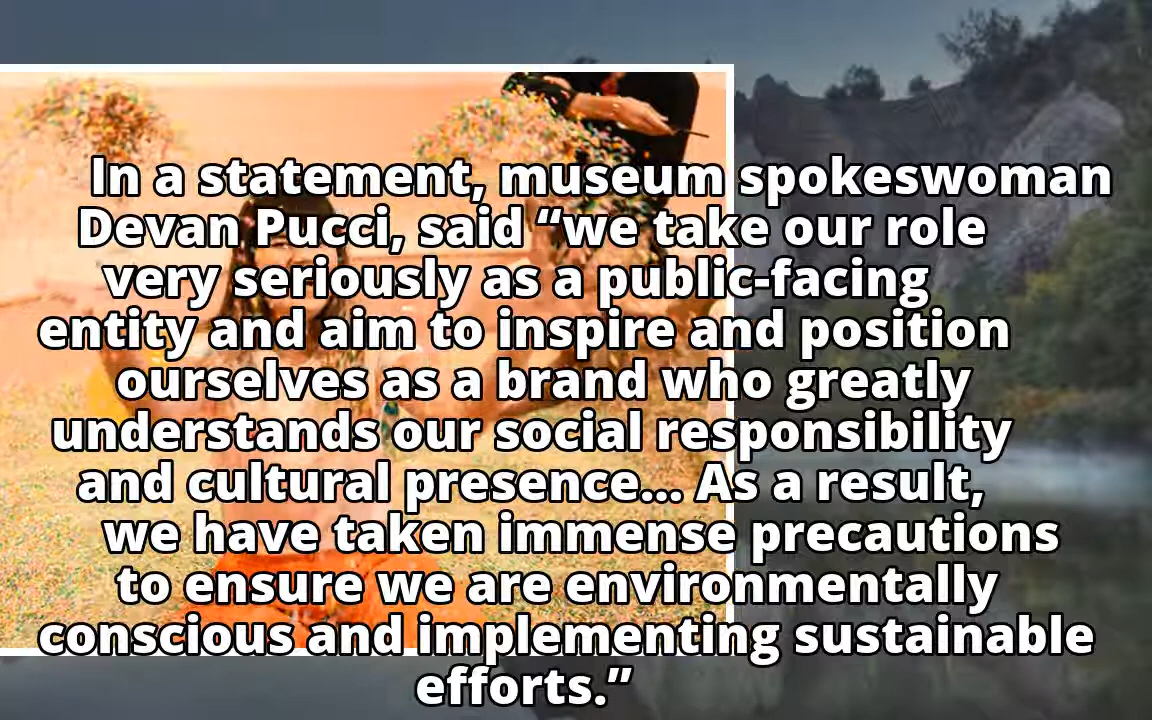 In a statement, museum spokeswoman
Devan Pucci, said “we take our role
very seriously as a public-facing
entity and aim to inspire and position
ourselves as a brand who greatly
understands our social responsibility
and cultural presence... As a result,
we have taken immense precautions
to ensure we are environmentally
conscious and implementing sustainable
efforts.”